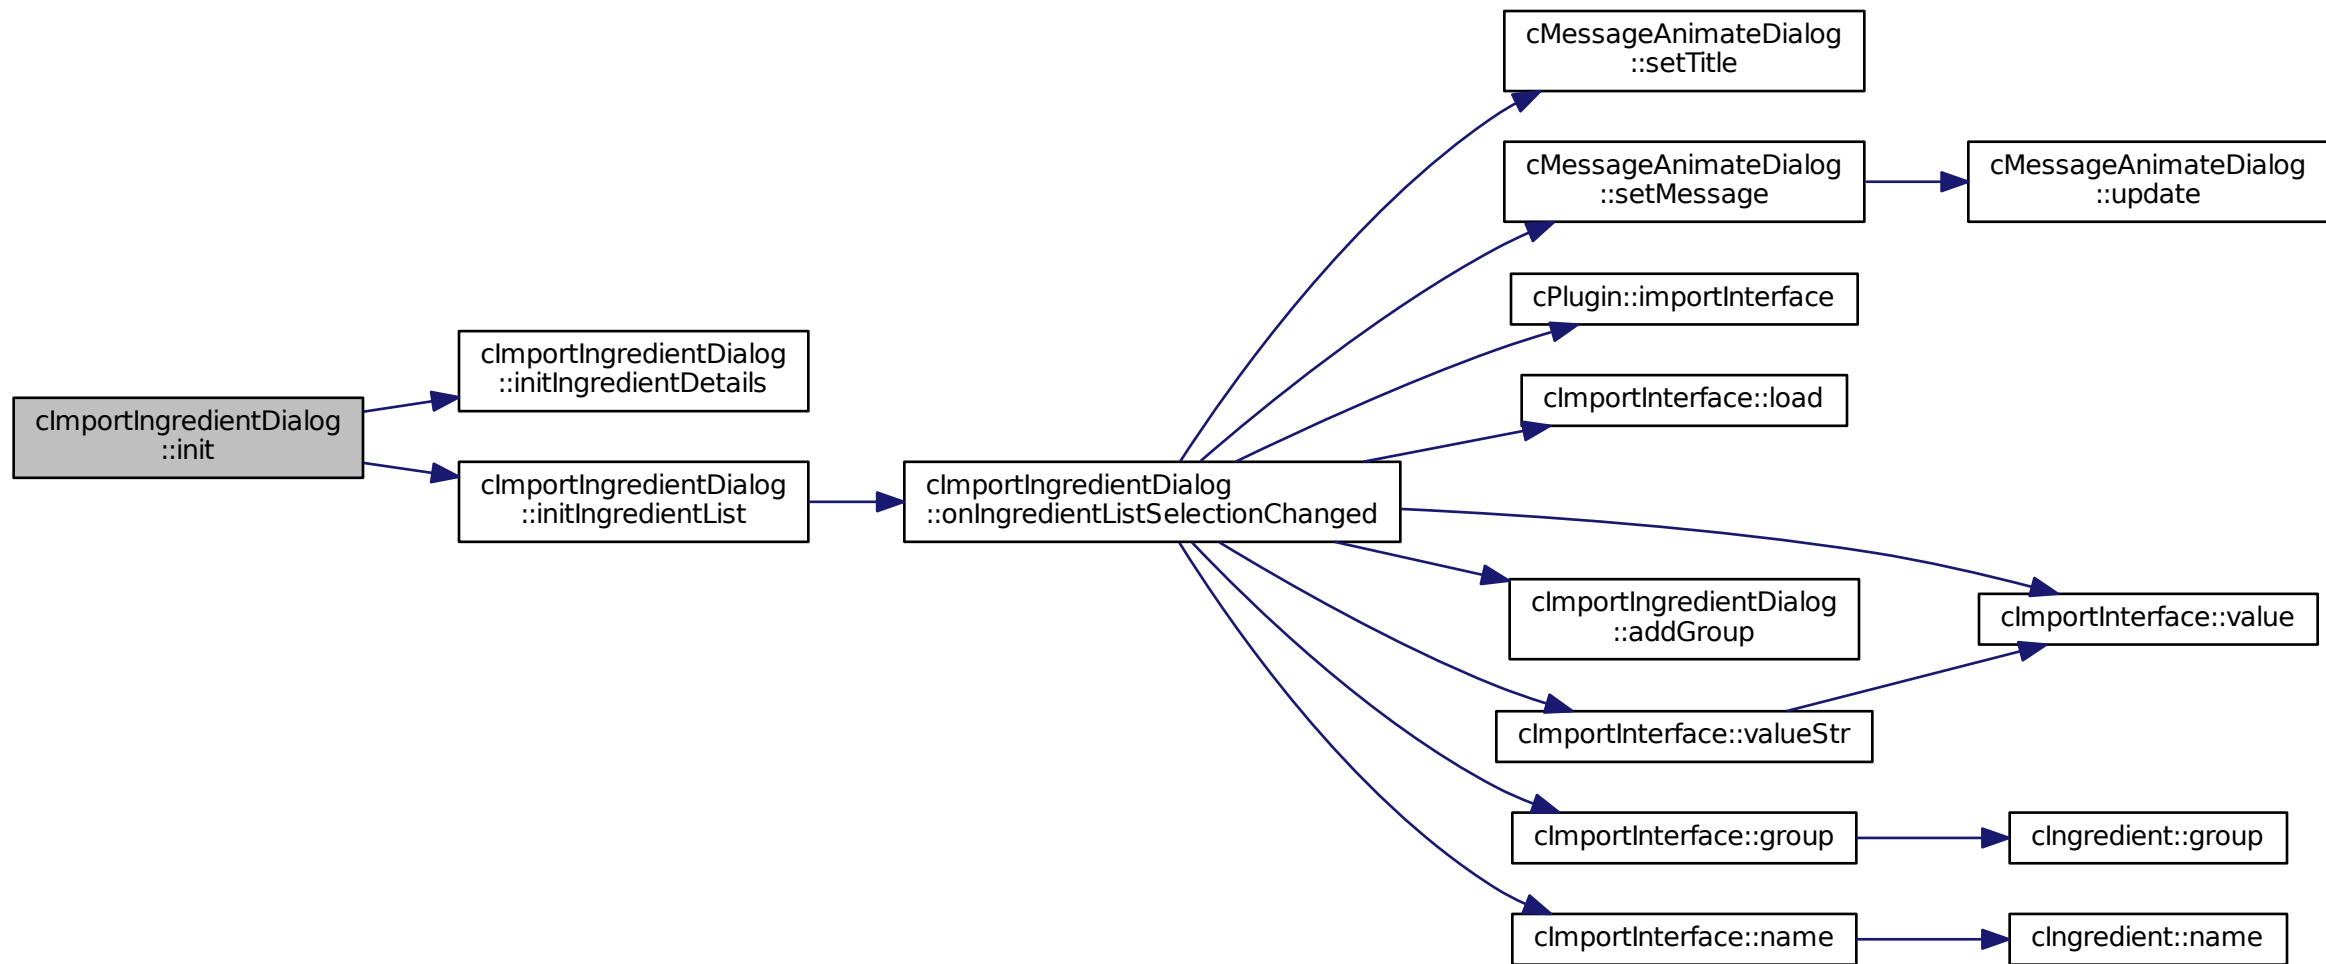 cImportIngredientDialog
::init
cImportIngredientDialog
::initIngredientDetails
cImportIngredientDialog
::initIngredientList
cImportIngredientDialog
::onIngredientListSelectionChanged
cMessageAnimateDialog
::setTitle
cMessageAnimateDialog
::setMessage
cMessageAnimateDialog
::update
cPlugin::importInterface
cImportInterface::load
cImportIngredientDialog
::addGroup
cImportInterface::value
cImportInterface::valueStr
cImportInterface::group
cIngredient::group
cImportInterface::name
cIngredient::name